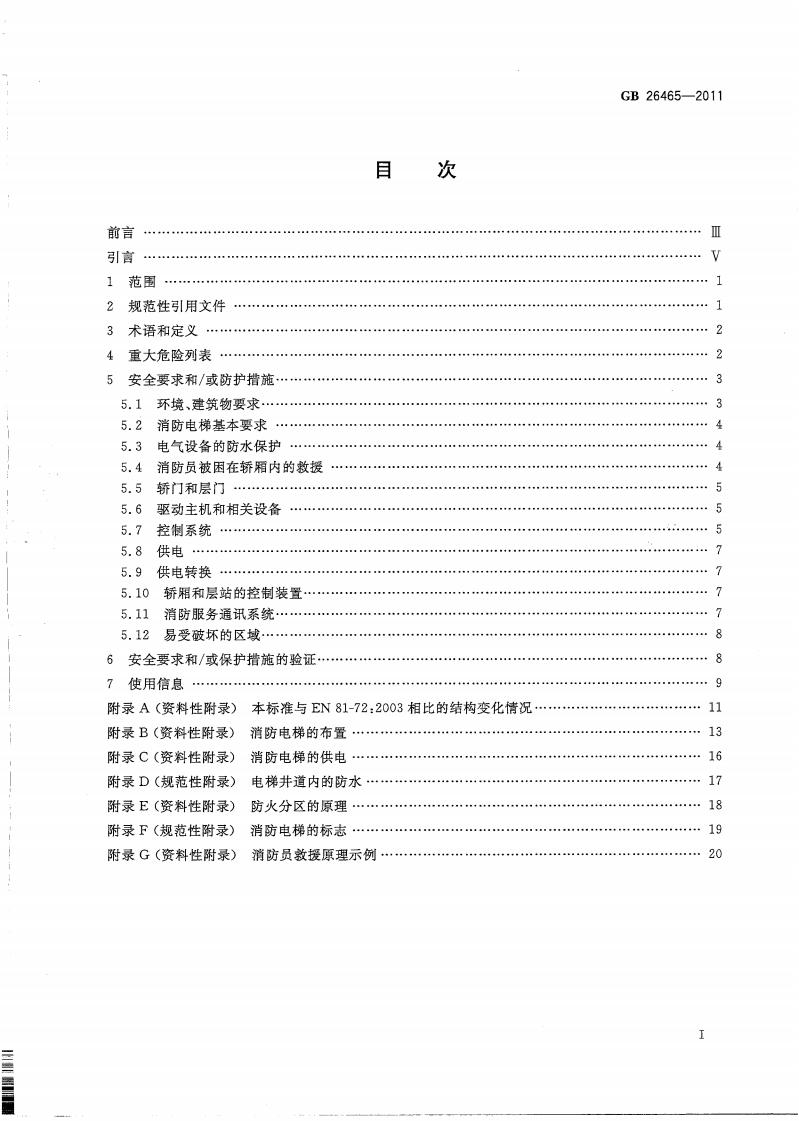 GB 26465—2011
目 次
前言 …… Ⅲ
引言 …… Ⅴ
1 范围 …… 1
2 规范性引用文件 …… 1
3 术语和定义 …… 2
4 重大危险列表 …… 2
5 安全要求和/或防护措施 …… 3
5.1 环境、建筑物要求 …… 3
5.2 消防电梯基本要求 …… 4
5.3 电气设备的防水保护 …… 4
5.4 消防员被困在轿厢内的救援 …… 4
5.5 轿门和层门 …… 5
5.6 驱动主机和相关设备 …… 5
5.7 控制系统 …… 5
5.8 供电 …… 7
5.9 供电转换 …… 7
5.10 轿厢和层站的控制装置 …… 7
5.11 消防服务通讯系统 …… 7
5.12 易受破坏的区域 …… 8
6 安全要求和/或保护措施的验证 …… 8
7 使用信息 …… 9
附录 A（资料性附录） 本标准与 EN 81-72:2003 相比的结构变化情况 …… 11
附录 B（资料性附录） 消防电梯的布置 …… 13
附录 C（资料性附录） 消防电梯的供电 …… 16
附录 D（规范性附录） 电梯井道内的防水 …… 17
附录 E（资料性附录） 防火分区的原理 …… 18
附录 F（规范性附录） 消防电梯的标志 …… 19
附录 G（资料性附录） 消防员救援原理示例 …… 20
Ⅰ